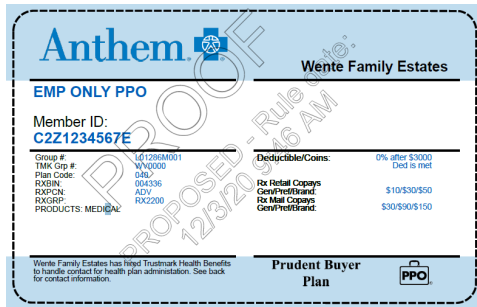 Anthem
Wente Family Estates
EMP ONLY PPO
Member ID:
C2Z1234567E
Group #: L01286M001
TMK Grp #: WV0000
Plan Code: 040
RXBIN: 004336
RXPCN: ADV
RXGRP: RX2200
PRODUCTS: MEDICAL
Deductible/Coins: 0% after $3000
Ded is met
Rx Retail Copays
Gen/Pref/Brand: $10/$30/$50
Rx Mail Copays
Gen/Pref/Brand: $30/$90/$150
Wente Family Estates has hired Trustmark Health Benefits
to handle contact for health plan administation. See back
for contact information.
Prudent Buyer
Plan
PPO
PROOF
PROPOSED - Rule date:
12/3/20 9:46 AM